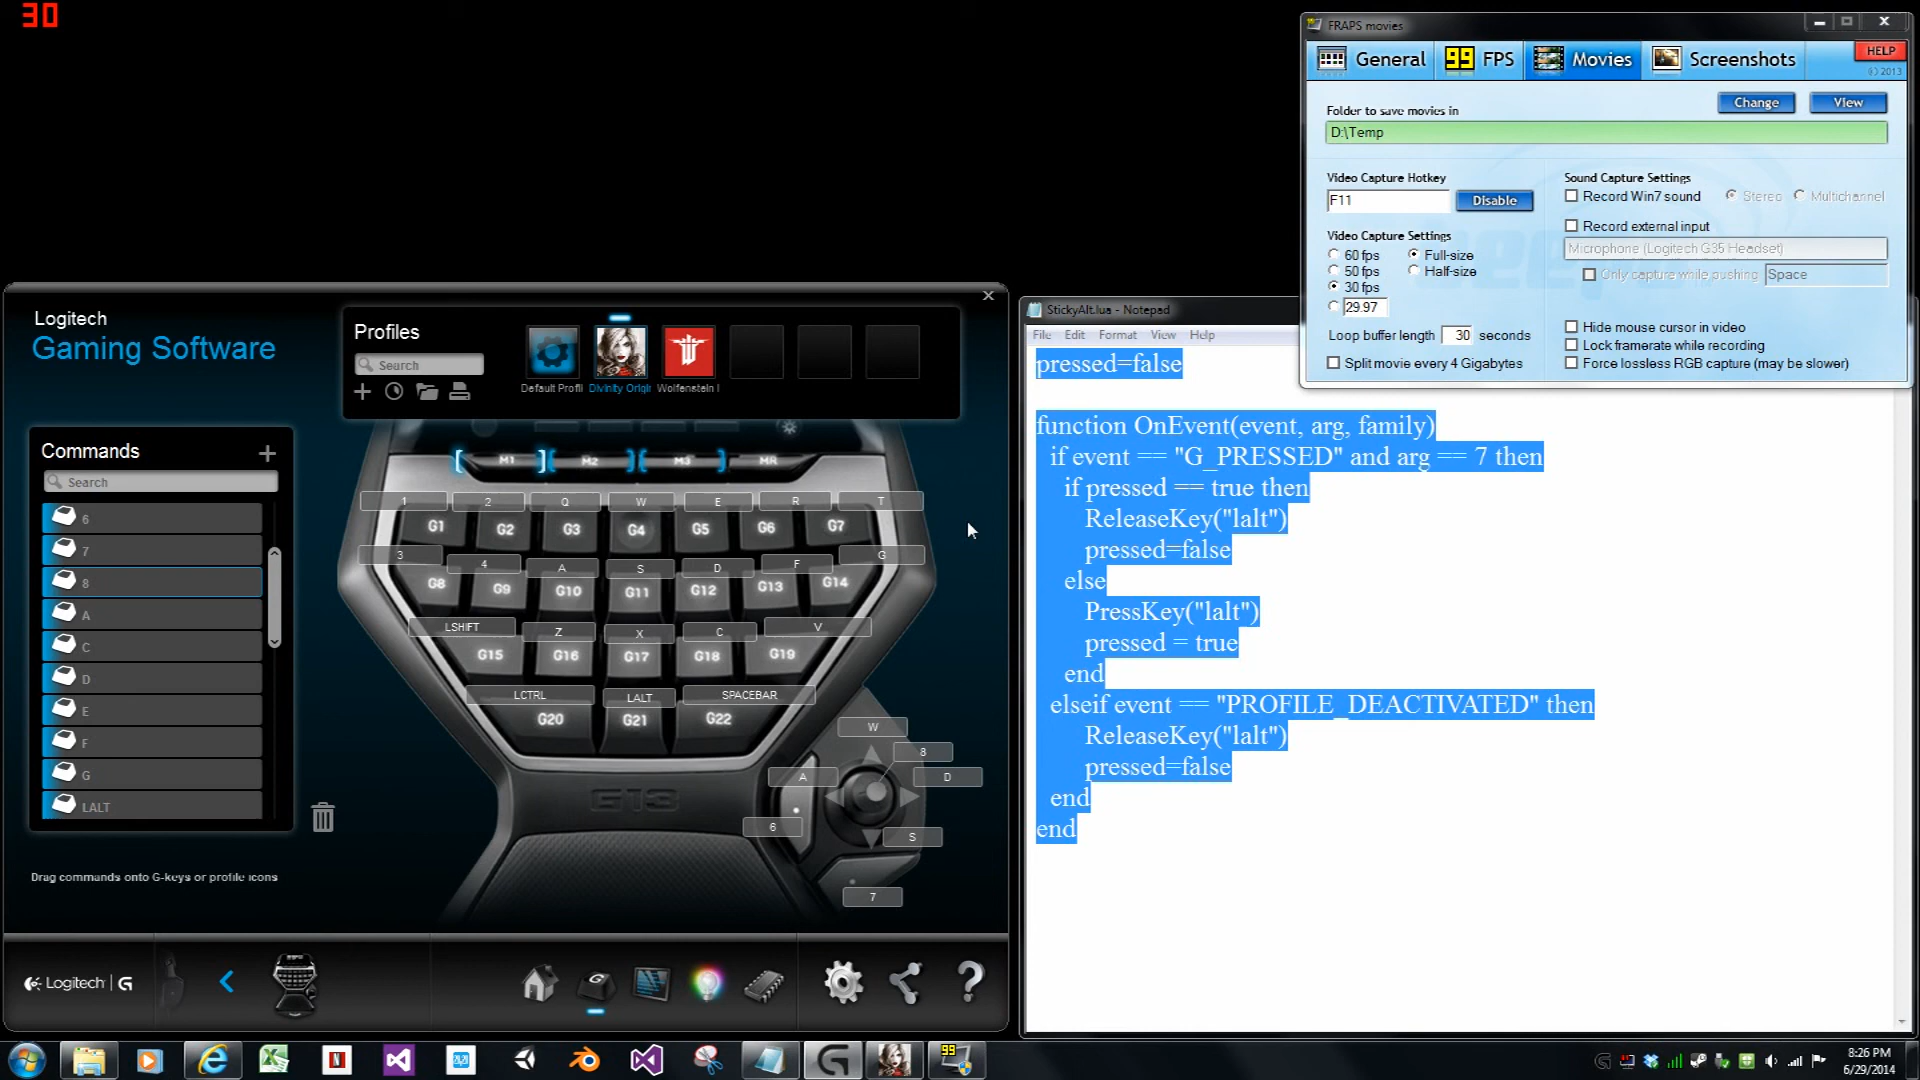 30
FRAPS movies
General
99 FPS
Movies
Screenshots
HELP
(c) 2013
Folder to save movies in
Change
View
D:\Temp
Video Capture Hotkey
F11
Disable
Sound Capture Settings
Record Win7 sound
Stereo
Multichannel
Record external input
Microphone (Logitech G35 Headset)
Only capture while pushing
Space
Video Capture Settings
60 fps
Full-size
50 fps
Half-size
30 fps
29.97
Loop buffer length 30 seconds
Split movie every 4 Gigabytes
Hide mouse cursor in video
Lock framerate while recording
Force lossless RGB capture (may be slower)
Logitech
Gaming Software
Profiles
Search
Default Profil
Divinity Origin
Wolfenstein
Commands
Search
6
7
8
A
C
D
E
F
G
LALT
Drag commands onto G-keys or profile icons
M1 M2 M3 MR
1 2 Q W E R T
G1 G2 G3 G4 G5 G6 G7
3 4 A S D F G
G8 G9 G10 G11 G12 G13 G14
LSHIFT Z X C V
G15 G16 G17 G18 G19
LCTRL LALT SPACEBAR
G20 G21 G22
W
8
A
D
6
S
7
G13
Logitech G
G
?
StickyAlt.lua - Notepad
File Edit Format View Help
pressed=false
function OnEvent(event, arg, family)
if event == "G_PRESSED" and arg == 7 then
if pressed == true then
ReleaseKey("lalt")
pressed=false
else
PressKey("lalt")
pressed = true
end
elseif event == "PROFILE_DEACTIVATED" then
ReleaseKey("lalt")
pressed=false
end
end
8:26 PM
6/29/2014